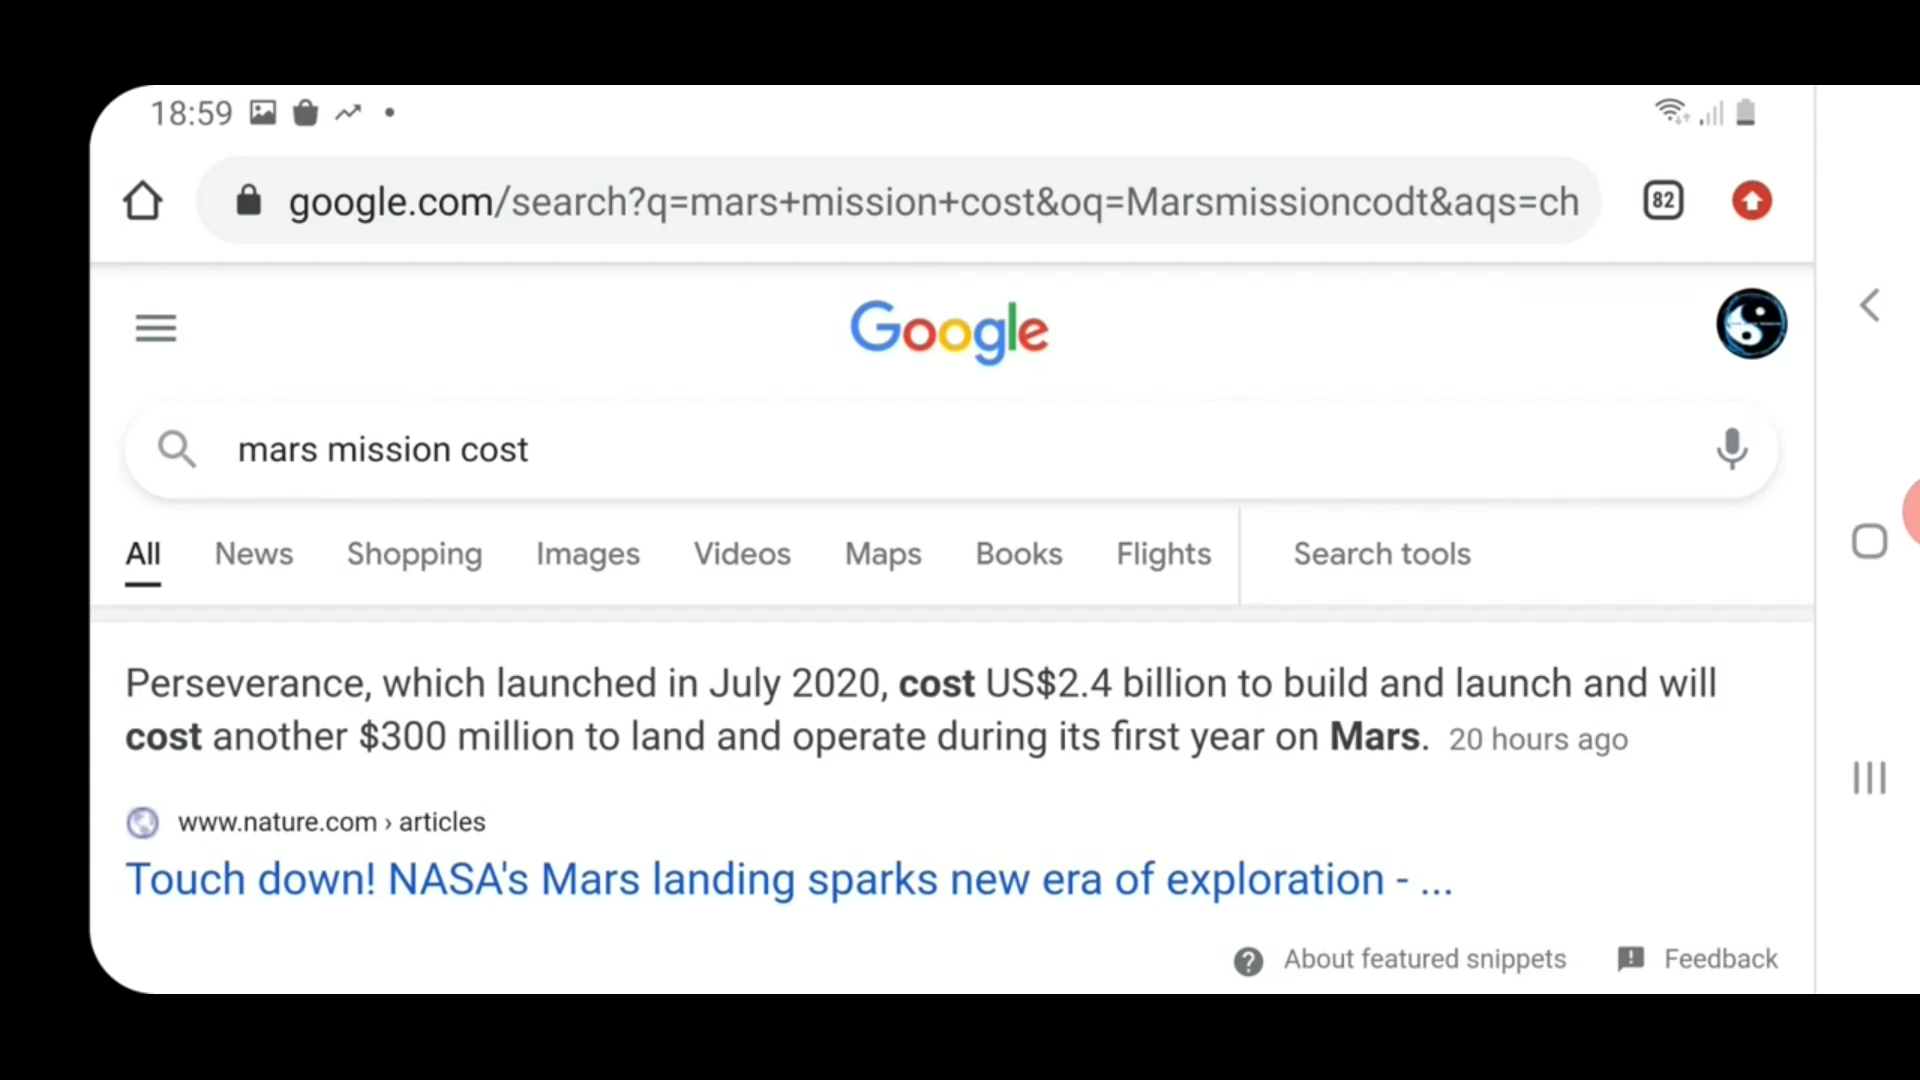 18:59
google.com/search?q=mars+mission+cost&oq=Marsmissioncodt&aqs=ch
82
Google
mars mission cost
All News Shopping Images Videos Maps Books Flights Search tools
Perseverance, which launched in July 2020, cost US$2.4 billion to build and launch and will
cost another $300 million to land and operate during its first year on Mars. 20 hours ago
www.nature.com › articles
Touch down! NASA's Mars landing sparks new era of exploration - ...
About featured snippets Feedback